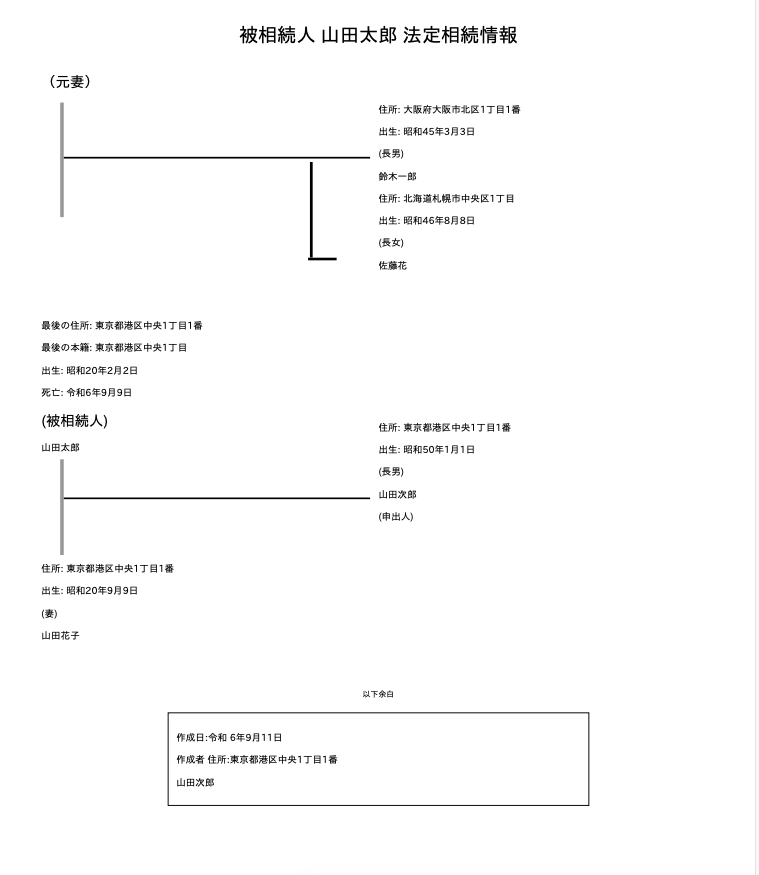 被相続人 山田太郎 法定相続情報
（元妻）
住所: 大阪府大阪市北区1丁目1番
出生: 昭和45年3月3日
(長男)
鈴木一郎
住所: 北海道札幌市中央区1丁目
出生: 昭和46年8月8日
(長女)
佐藤花
最後の住所: 東京都港区中央1丁目1番
最後の本籍: 東京都港区中央1丁目
出生: 昭和20年2月2日
死亡: 令和6年9月9日
(被相続人)
山田太郎
住所: 東京都港区中央1丁目1番
出生: 昭和50年1月1日
(長男)
山田次郎
(申出人)
住所: 東京都港区中央1丁目1番
出生: 昭和20年9月9日
(妻)
山田花子
以下余白
作成日:令和 6年9月11日
作成者 住所:東京都港区中央1丁目1番
山田次郎